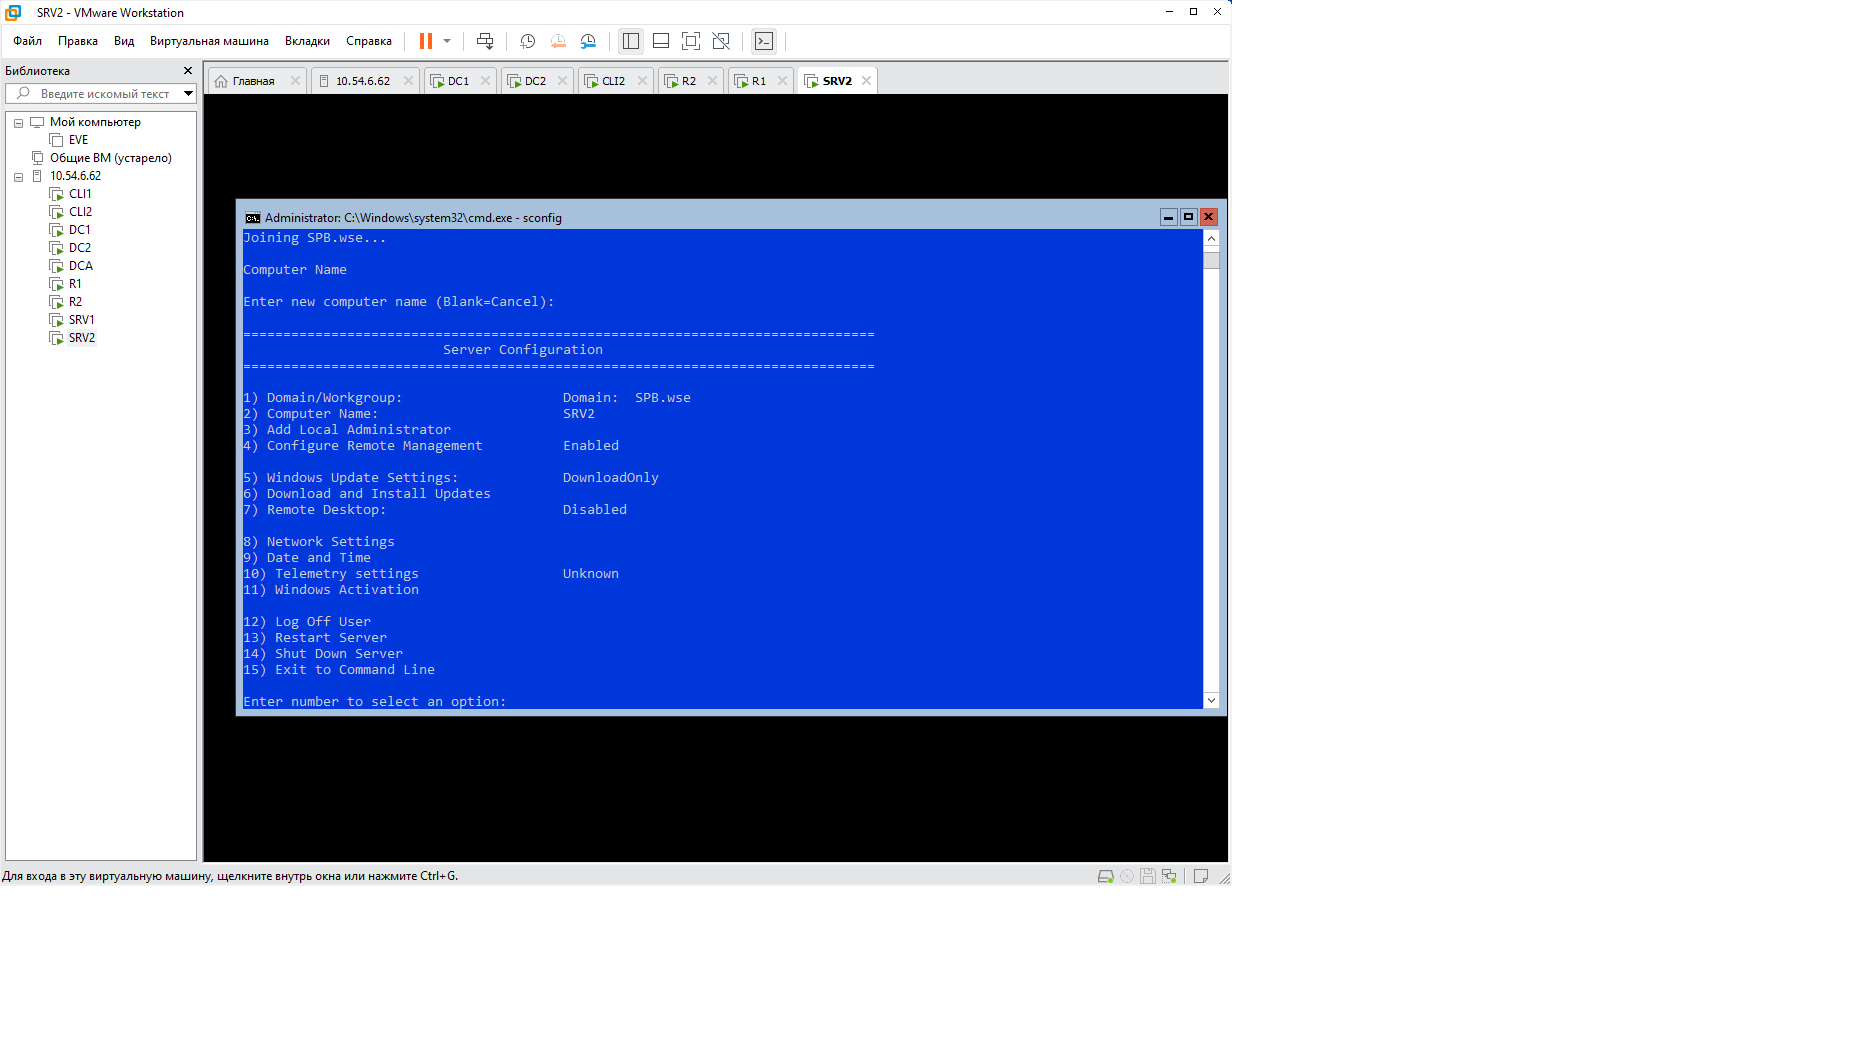 SRV2 - VMware Workstation
Файл Правка Вид Виртуальная машина Вкладки Справка
Библиотека
Введите искомый текст
Мой компьютер
EVE
Общие ВМ (устарело)
10.54.6.62
CLI1
CLI2
DC1
DC2
DCA
R1
R2
SRV1
SRV2
Главная 10.54.6.62 DC1 DC2 CLI2 R2 R1 SRV2
Administrator: C:\Windows\system32\cmd.exe - sconfig
Joining SPB.wse...
Computer Name
Enter new computer name (Blank=Cancel):
===============================================================================
Server Configuration
===============================================================================
1) Domain/Workgroup: Domain: SPB.wse
2) Computer Name: SRV2
3) Add Local Administrator
4) Configure Remote Management Enabled
5) Windows Update Settings: DownloadOnly
6) Download and Install Updates
7) Remote Desktop: Disabled
8) Network Settings
9) Date and Time
10) Telemetry settings Unknown
11) Windows Activation
12) Log Off User
13) Restart Server
14) Shut Down Server
15) Exit to Command Line
Enter number to select an option:
Для входа в эту виртуальную машину, щелкните внутрь окна или нажмите Ctrl+G.